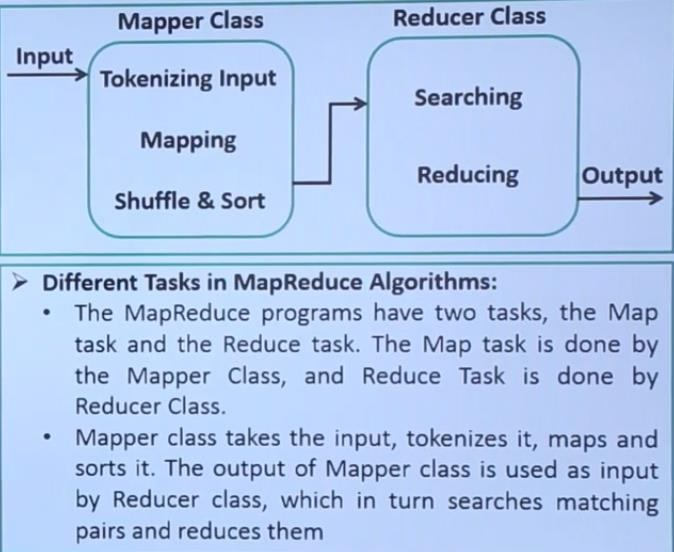 Mapper Class
Reducer Class
Input
Tokenizing Input
Mapping
Shuffle & Sort
Searching
Reducing
Output
➤ Different Tasks in MapReduce Algorithms:
• The MapReduce programs have two tasks, the Map
task and the Reduce task. The Map task is done by
the Mapper Class, and Reduce Task is done by
Reducer Class.
• Mapper class takes the input, tokenizes it, maps and
sorts it. The output of Mapper class is used as input
by Reducer class, which in turn searches matching
pairs and reduces them